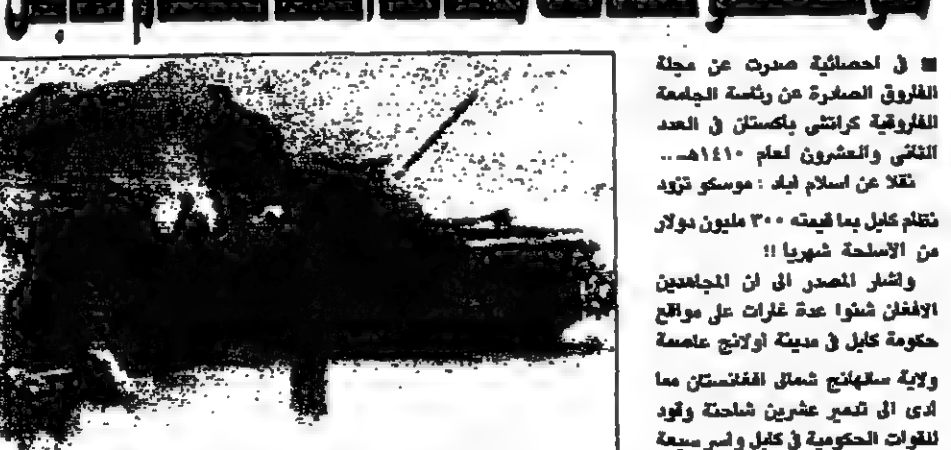 ■ في احصائية صدرت عن مجلة
الفاروق الصادرة عن رئاسة الجامعة
الفاروقية كراتشي باكستان في العدد
الثاني والعشرون لعام ١٤١٠هـ..
نقلا عن اسلام اباد : موسكو تزود
نظام كابل بما قيمته ٣٠٠ مليون دولار
من الاسلحة شهريا !!
واشار المصدر الى ان المجاهدين
الافغان شنوا عدة غارات على مواقع
حكومة كابل في مدينة اولانج عاصمة
ولاية سانهانج شمالي افغانستان مما
ادى الى تدمير عشرين شاحنة وقود
للقوات الحكومية في كابل واسر سبعة